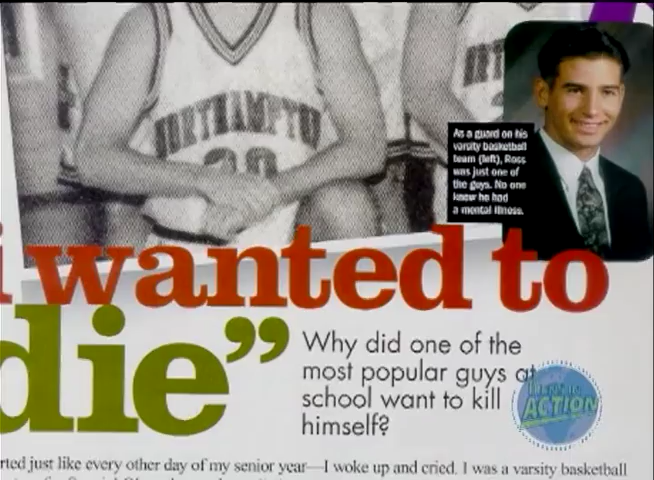 NORTHAMPTON
As a guard on his
varsity basketball
team (left), Ross
was just one of
the guys. No one
knew he had
a mental illness.
i wanted to
die”
Why did one of the
most popular guys at
school want to kill
himself?
ACTION
rted just like every other day of my senior year—I woke up and cried. I was a varsity basketball